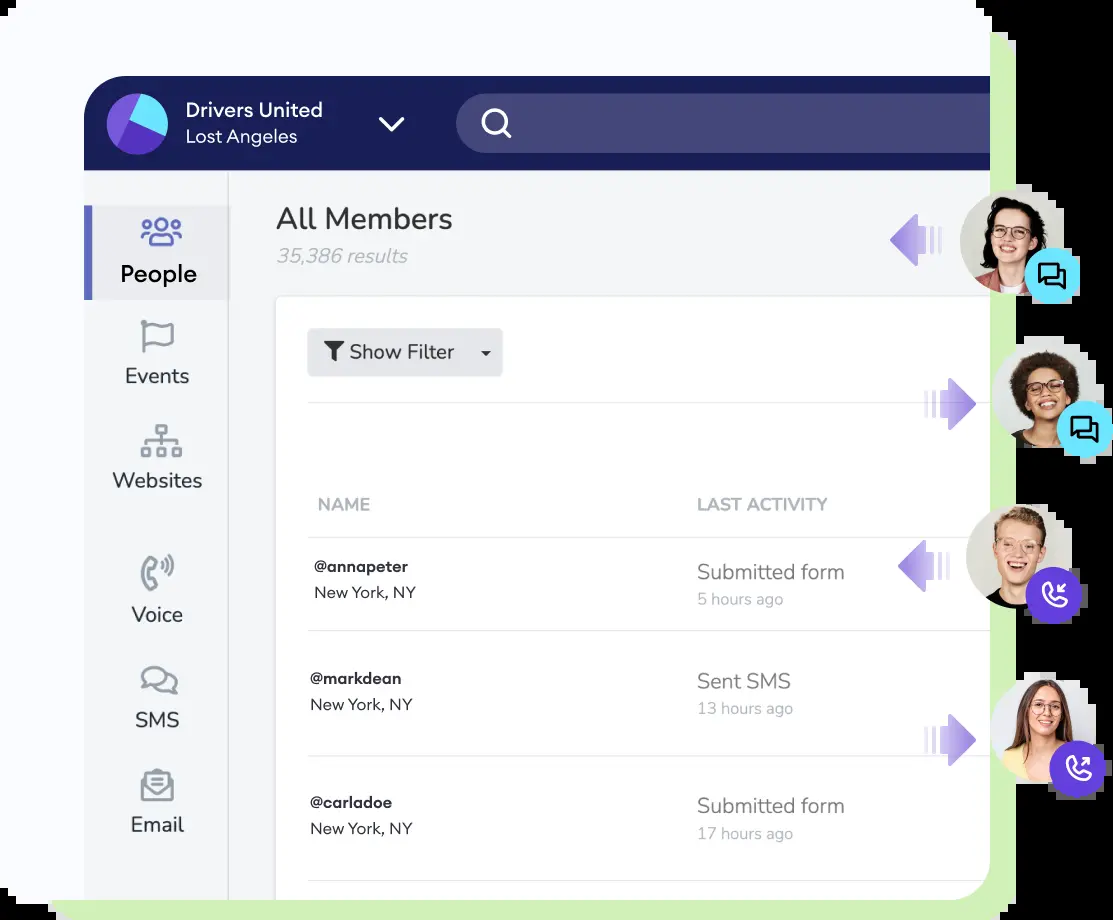 Drivers United
Lost Angeles
People
Events
Websites
Voice
SMS
Email
All Members
35,386 results
Show Filter
NAME LAST ACTIVITY
@annapeter
New York, NY
Submitted form
5 hours ago
@markdean
New York, NY
Sent SMS
13 hours ago
@carladoe
New York, NY
Submitted form
17 hours ago